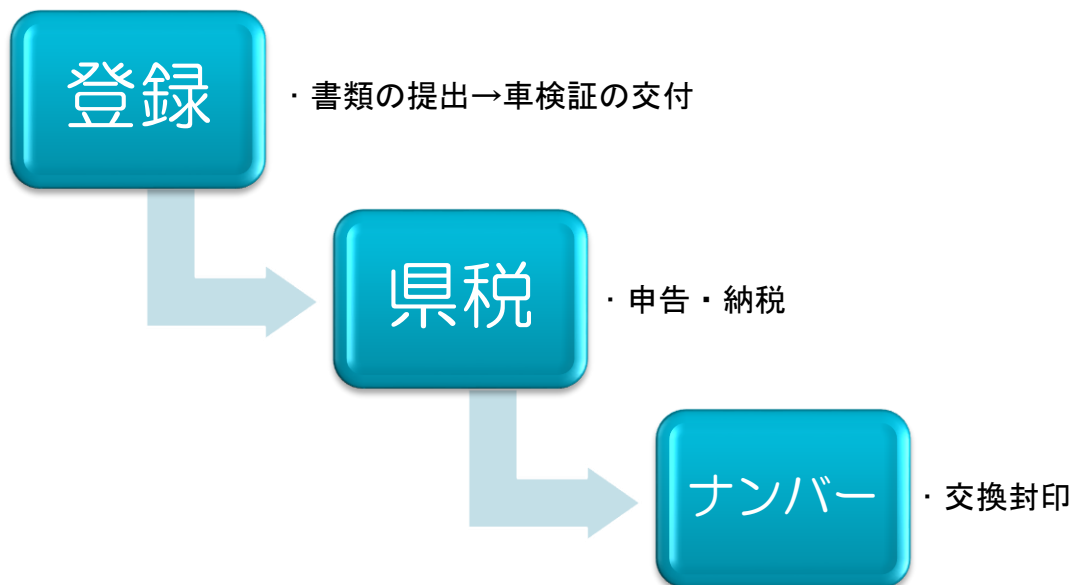 登録
・書類の提出→車検証の交付
県税
・申告・納税
ナンバー
・交換封印